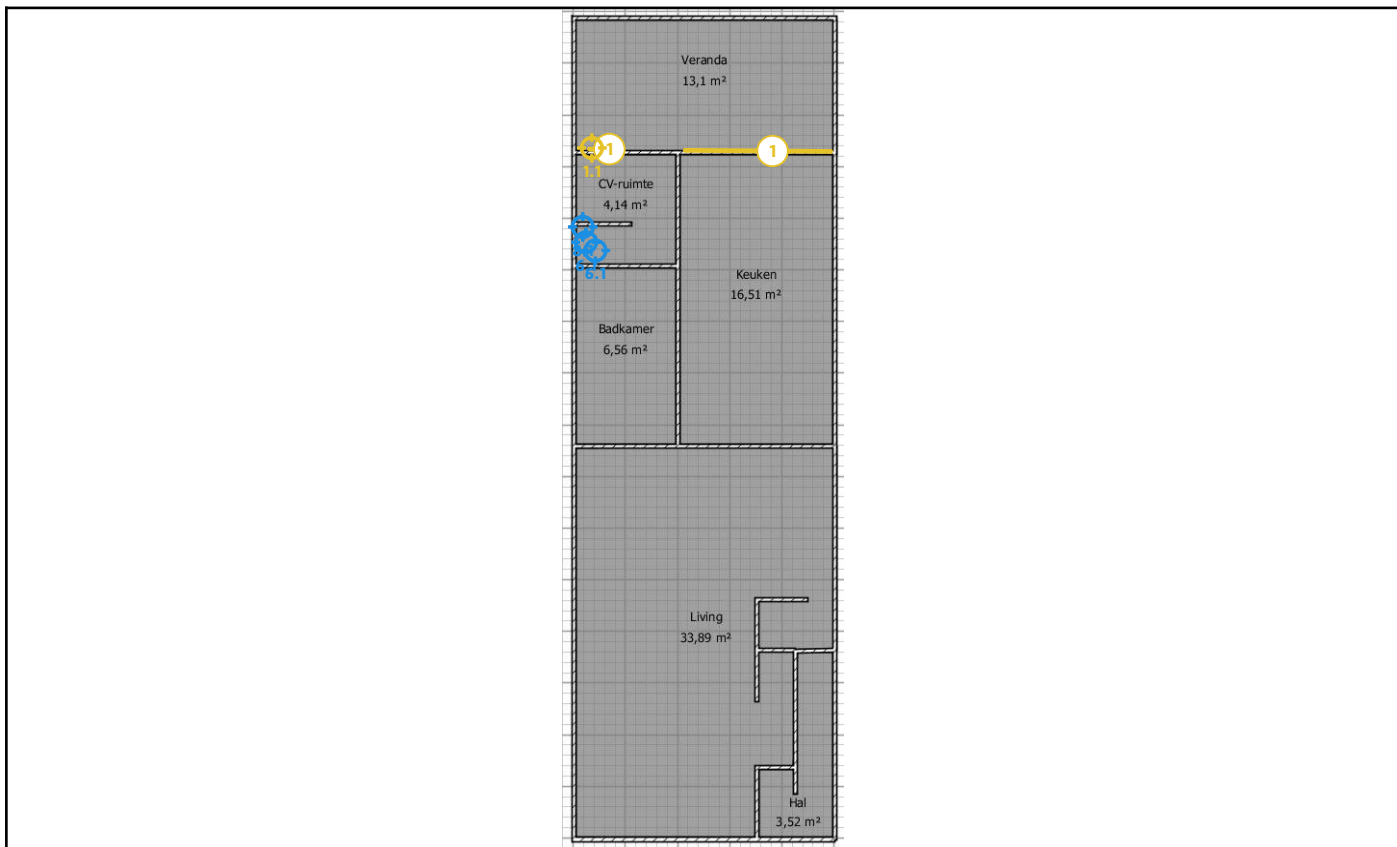 Veranda
13,1 m²
1
1
1.1
CV-ruimte
4,14 m²
6.1
Keuken
16,51 m²
Badkamer
6,56 m²
Living
33,89 m²
Hal
3,52 m²